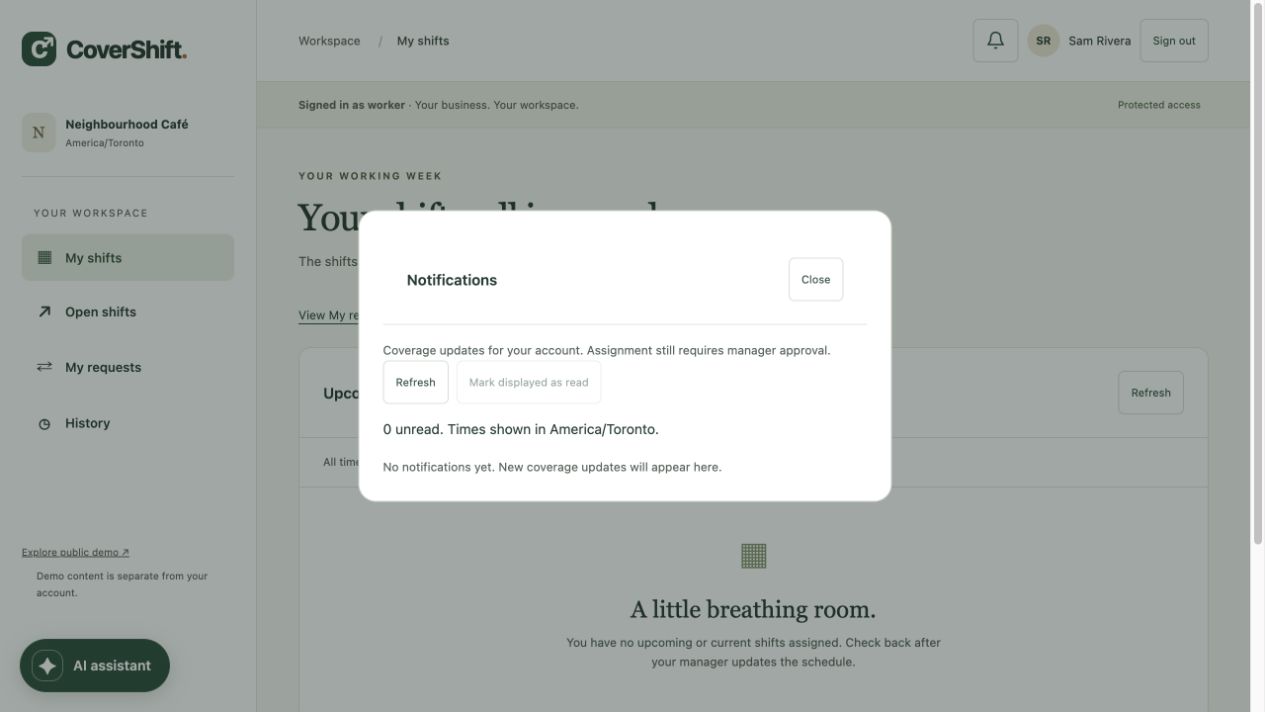 CoverShift.
Workspace / My shifts
SR Sam Rivera Sign out
Signed in as worker · Your business. Your workspace.
Protected access
N
Neighbourhood Café
America/Toronto
YOUR WORKSPACE
My shifts
Open shifts
My requests
History
Explore public demo ↗
Demo content is separate from your
account.
AI assistant
YOUR WORKING WEEK
The shifts
View My re
Refresh
All time
Notifications
Close
Coverage updates for your account. Assignment still requires manager approval.
Refresh
Mark displayed as read
0 unread. Times shown in America/Toronto.
No notifications yet. New coverage updates will appear here.
A little breathing room.
You have no upcoming or current shifts assigned. Check back after
your manager updates the schedule.